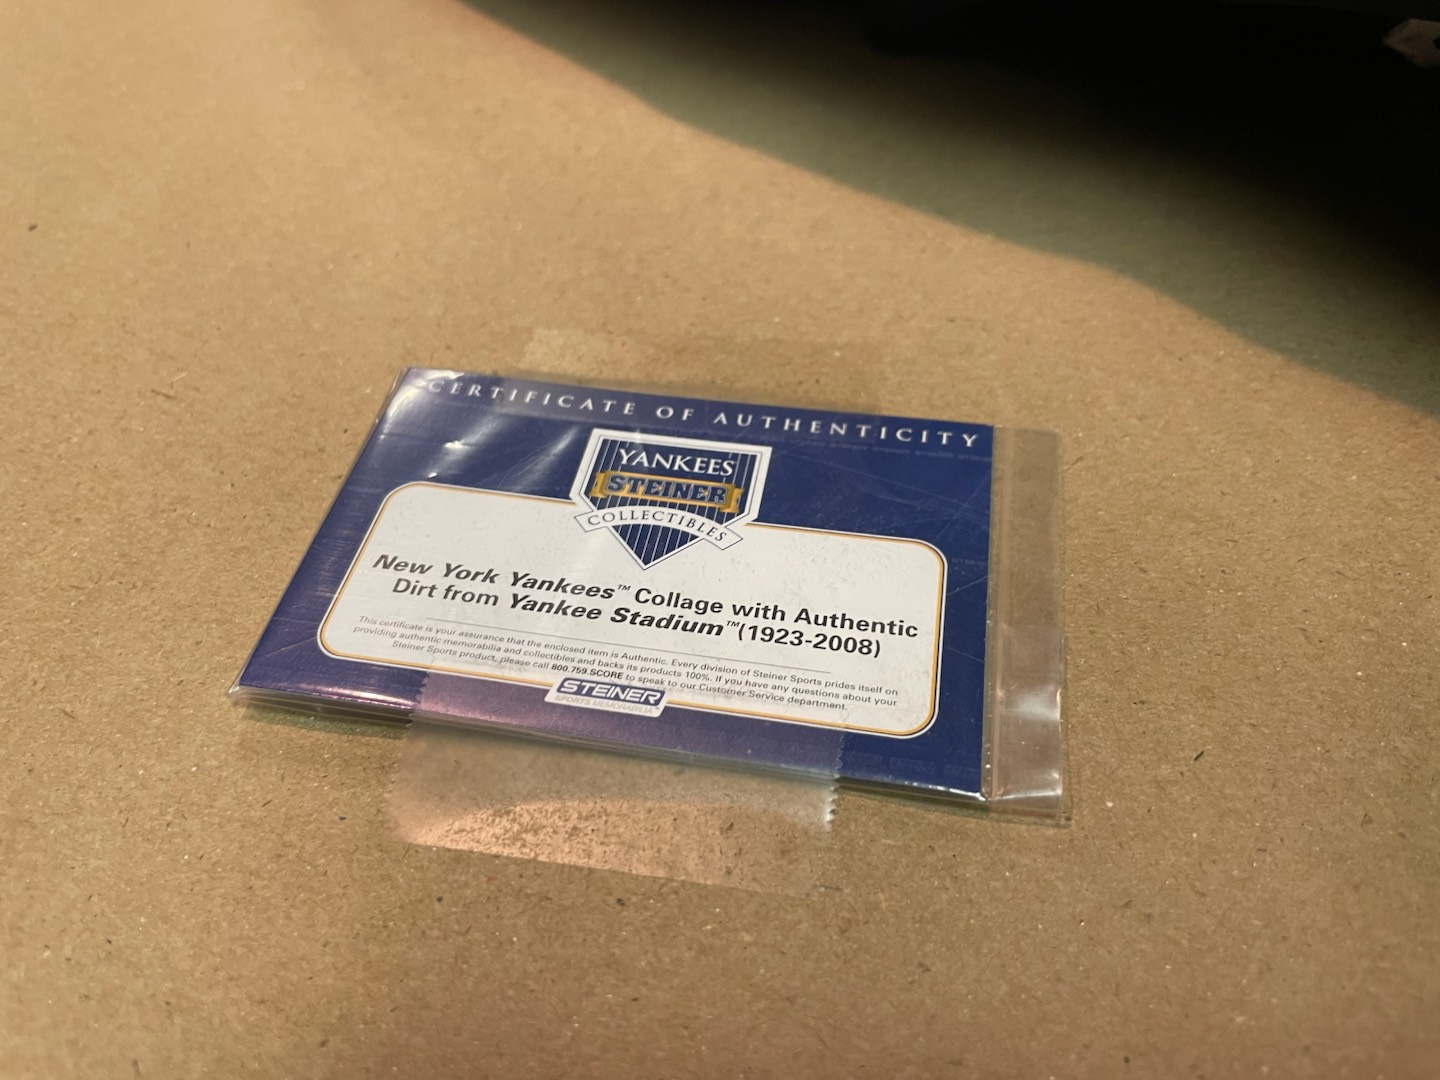 CERTIFICATE OF AUTHENTICITY
YANKEES
STEINER
COLLECTIBLES
New York Yankees™ Collage with Authentic
Dirt from Yankee Stadium™(1923-2008)
This certificate is your assurance that the enclosed item is Authentic. Every division of Steiner Sports prides itself on
providing authentic memorabilia and collectibles and backs its products 100%. If you have any questions about your
Steiner Sports product, please call 800.759.SCORE to speak to our Customer Service department.
STEINER
SPORTS MEMORABILIA™